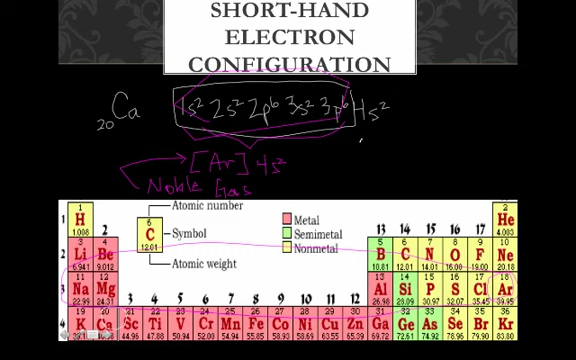 SHORT-HAND
ELECTRON
CONFIGURATION
20Ca 1s² 2s² 2p⁶ 3s² 3p⁶ 4s²
[Ar] 4s²
Noble Gas
Atomic number
Symbol
Atomic weight
6
C
12.01
Metal
Semimetal
Nonmetal
1 2 3 4 5 6 7 8 9 10 11 12 13 14 15 16 17
1 H 1.008 2 He 4.003
2 3 Li 6.941 4 Be 9.012 5 B 10.81 6 C 12.01 7 N 14.01 8 O 16.00 9 F 19.00 10 Ne 20.18
3 11 Na 22.99 12 Mg 24.31 13 Al 26.98 14 Si 28.09 15 P 30.97 16 S 32.07 17 Cl 35.45 18 Ar 39.95
4 K Ca 21 Sc 44.96 22 Ti 47.88 23 V 50.94 24 Cr 52.00 25 Mn 54.94 26 Fe 55.85 27 Co 58.93 28 Ni 58.69 29 Cu 63.55 30 Zn 65.39 31 Ga 69.72 32 Ge 72.61 33 As 74.92 34 Se 78.96 35 Br 79.90 36 Kr 83.80